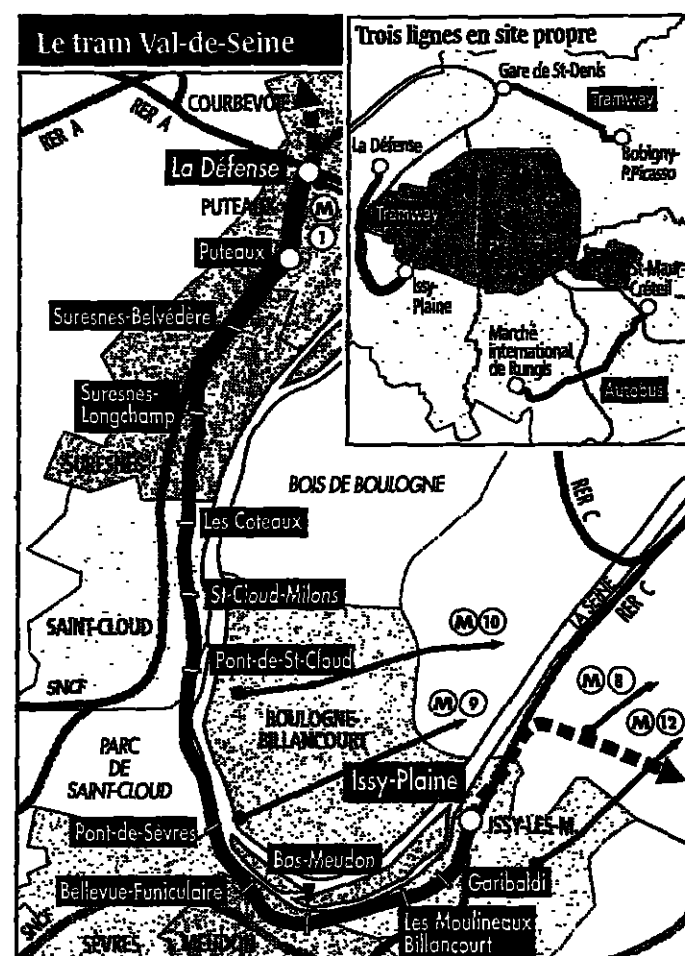 Le tram Val-de-Seine
RER A
RER A
COURBEVOIE
La Défense
PUTEAUX
M
1
Puteaux
Suresnes-Belvédère
Suresnes-
Longchamp
SURESNES
Les Coteaux
BOIS DE BOULOGNE
St-Cloud-Milons
SAINT-CLOUD
Pont-de-St-Cloud
M 10
SNCF
M 9
BOULOGNE-
BILLANCOURT
PARC
DE
SAINT-CLOUD
Issy-Plaine
RER C
LA SEINE
RER C
M 8
M 12
ISSY-LES-M.
Pont-de-Sèvres
Bas-Meudon
Bellevue-Funiculaire
Garibaldi
Les Moulineaux
Billancourt
SNCF
SÈVRES
MEUDON
Trois lignes en site propre
Gare de St-Denis
Tramway
La Défense
Bobigny-
P.Picasso
Tramway
Issy-
Plaine
St-Maur-
Créteil
Marché
international
de Rungis
Autobus